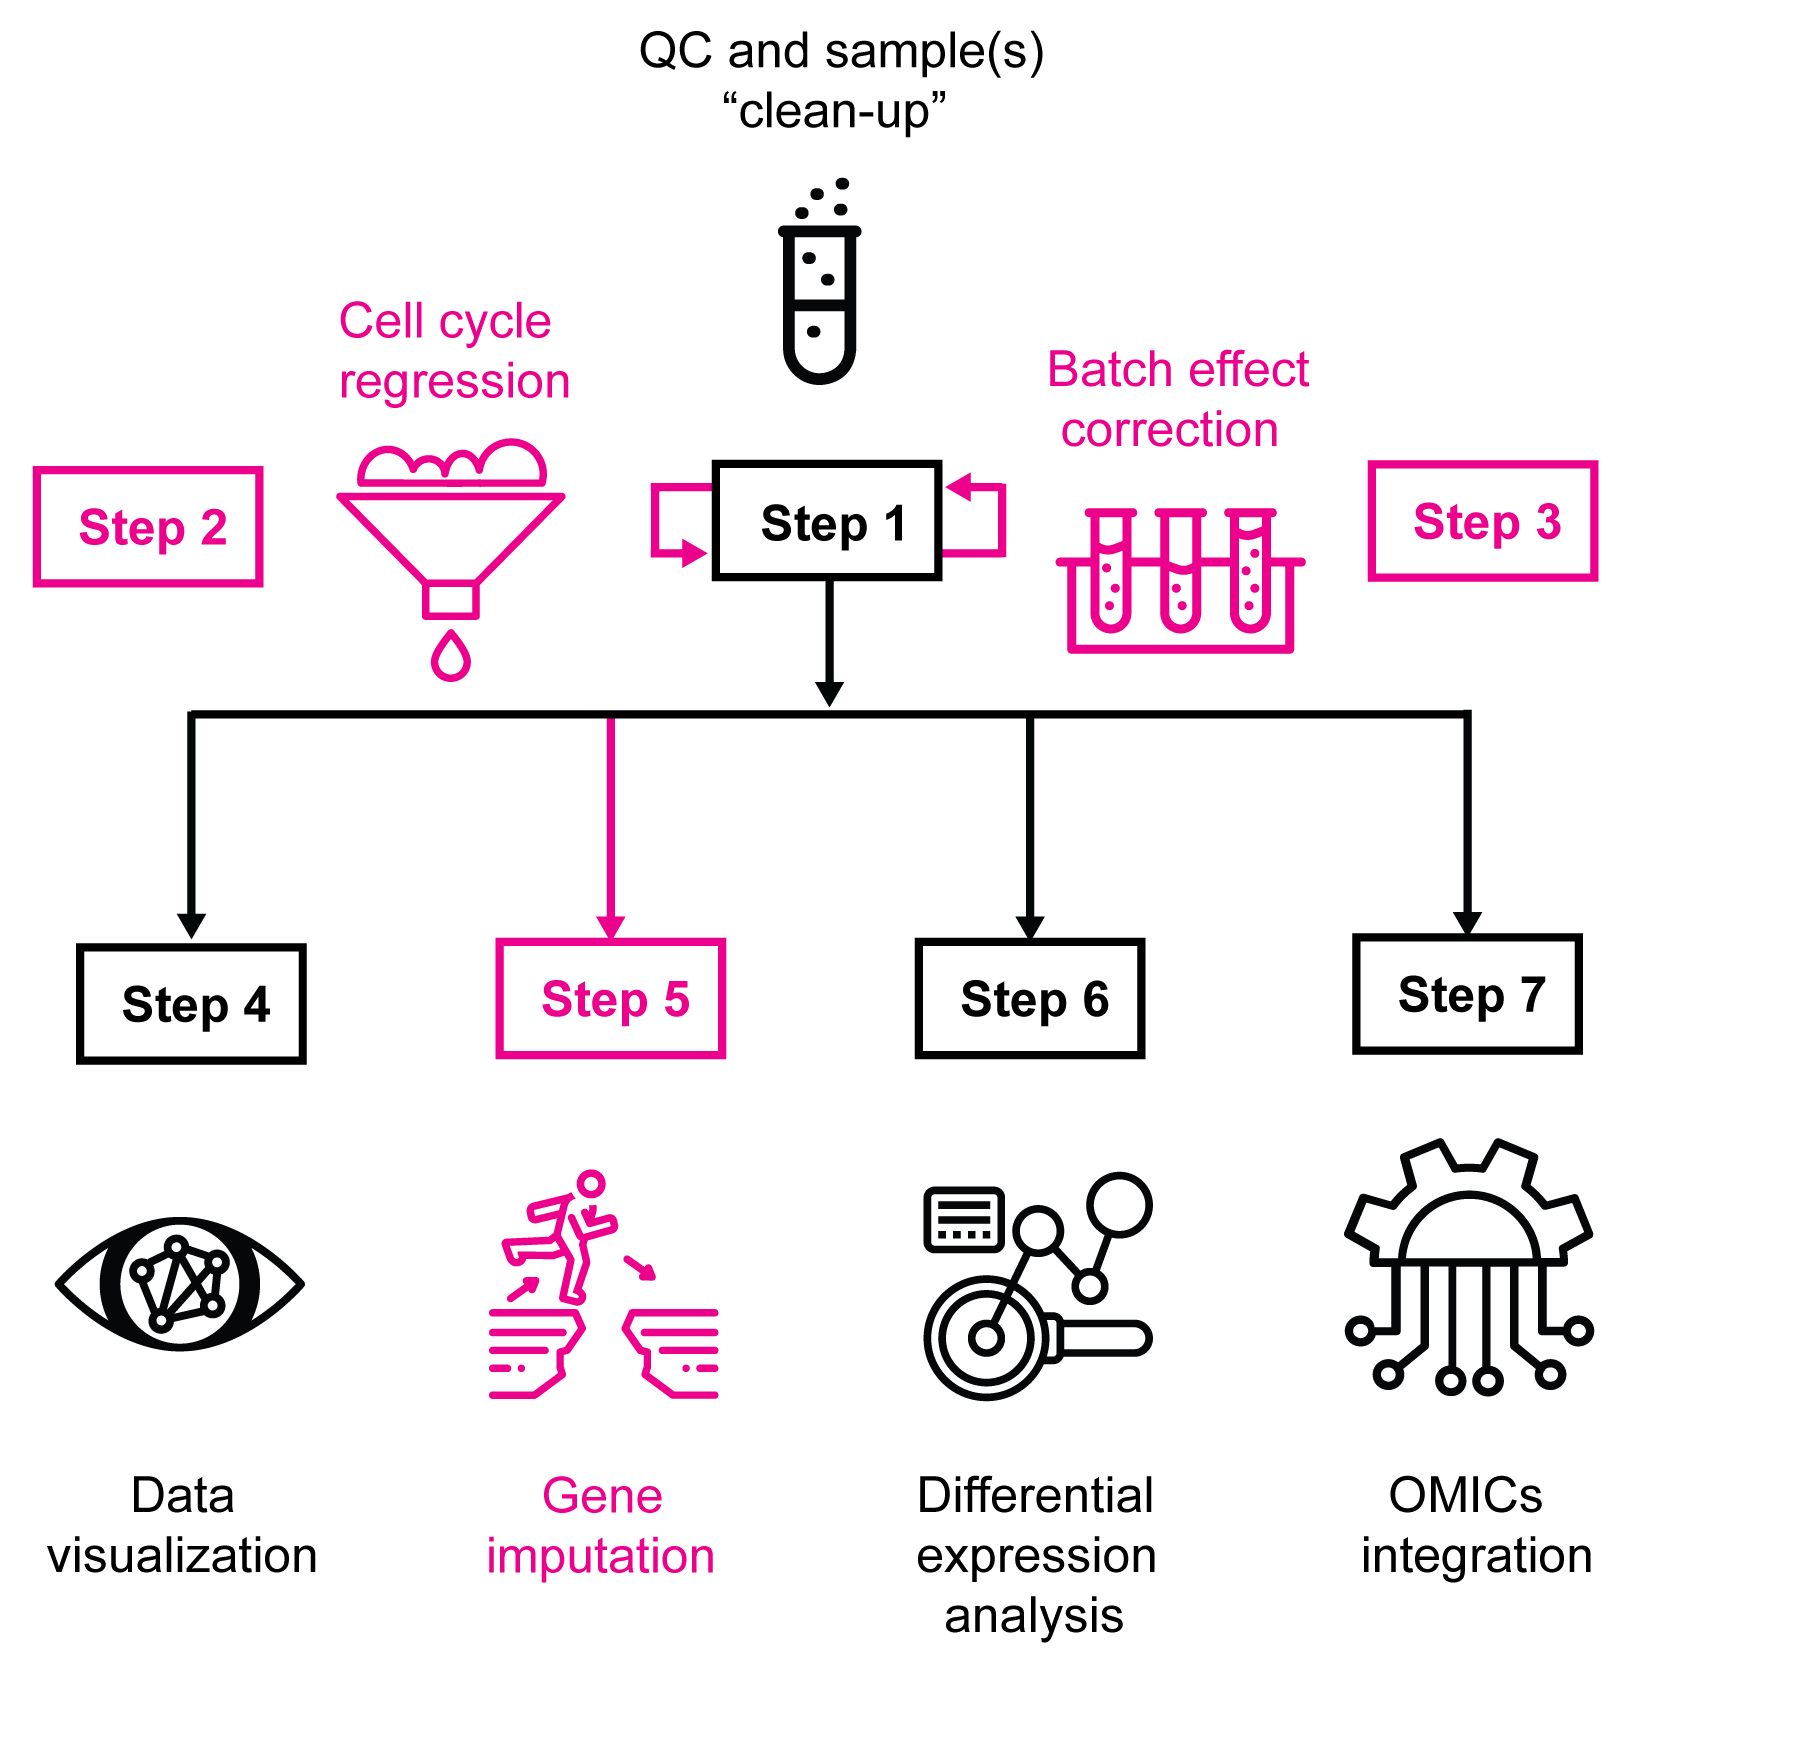 QC and sample(s)
“clean-up”
Cell cycle
regression
Batch effect
correction
Step 2
Step 1
Step 3
Step 4
Step 5
Step 6
Step 7
Data
visualization
Gene
imputation
Differential
expression
analysis
OMICs
integration